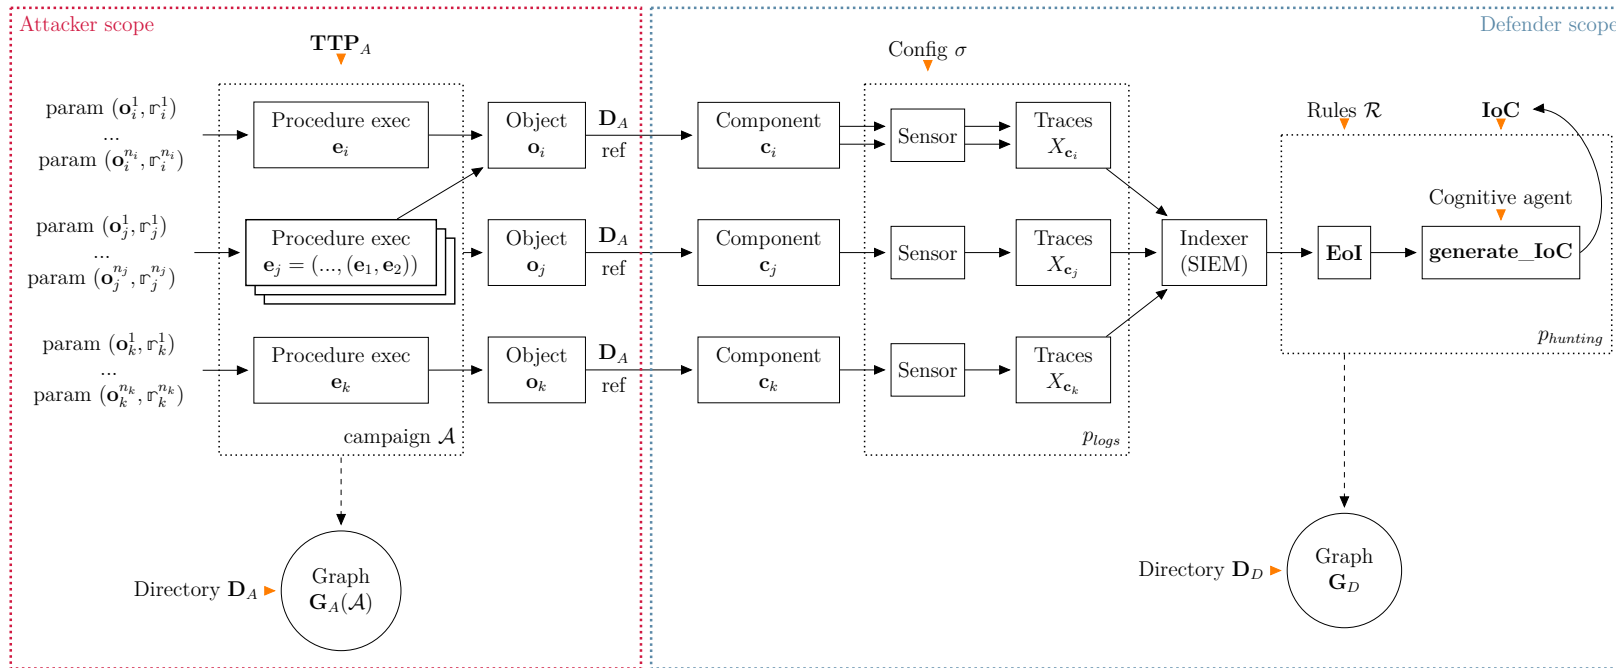 Attacker scope
Defender scope
TTP_A
Config σ
param (o_i^1, r_i^1)
...
param (o_i^{n_i}, r_i^{n_i})
Procedure exec
e_i
Object
o_i
D_A
ref
Component
c_i
Sensor
Traces
X_{c_i}
Rules ℛ
IoC
param (o_j^1, r_j^1)
...
param (o_j^{n_j}, r_j^{n_j})
Procedure exec
e_j = (..., (e_1, e_2))
Object
o_j
D_A
ref
Component
c_j
Sensor
Traces
X_{c_j}
Indexer
(SIEM)
EoI
Cognitive agent
generate_IoC
param (o_k^1, r_k^1)
...
param (o_k^{n_k}, r_k^{n_k})
Procedure exec
e_k
Object
o_k
D_A
ref
Component
c_k
Sensor
Traces
X_{c_k}
p_{hunting}
campaign 𝒜
p_{logs}
Directory D_A
Graph
G_A(𝒜)
Directory D_D
Graph
G_D